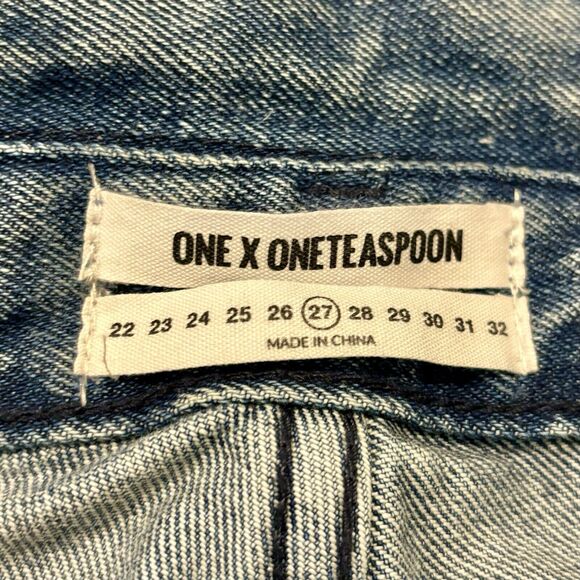 ONE X ONETEASPOON
22 23 24 25 26 27 28 29 30 31 32
MADE IN CHINA